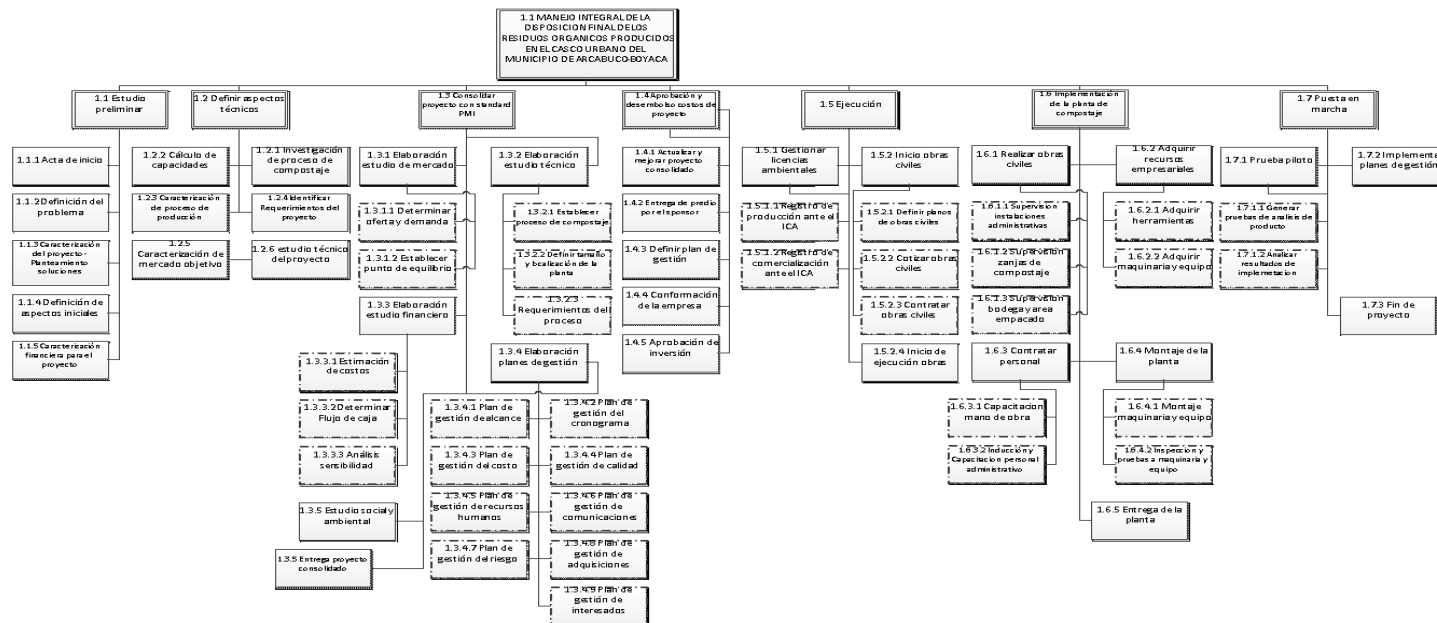 1.1 MANEJO INTEGRAL DE LA
DISPOSICION FINAL DE LOS
RESIDUOS ORGANICOS PRODUCIDOS
EN EL CASCO URBANO DEL
MUNICIPIO DE ARCABUCO-BOYACA
1.1 Estudio
preliminar
1.2 Definir aspectos
técnicos
1.3 Consolidar
proyecto con standard
PMI
1.4 Aprobación y
desembolso costos de
proyecto
1.5 Ejecución
1.6 Implementación
de la planta de
compostaje
1.7 Puesta en
marcha
1.1.1 Acta de inicio
1.1.2 Definición del
problema
1.1.3 Caracterización
del proyecto-
Planteamiento
soluciones
1.1.4 Definición de
aspectos iniciales
1.1.5 Caracterización
financiera para el
proyecto
1.2.2 Cálculo de
capacidades
1.2.1 Investigación
de proceso de
compostaje
1.2.3 Caracterización
de proceso de
producción
1.2.4 Identificar
Requerimientos del
proyecto
1.2.5
Caracterización de
mercado objetivo
1.2.6 estudio técnico
del proyecto
1.3.1 Elaboración
estudio de mercado
1.3.2 Elaboración
estudio técnico
1.3.1.1 Determinar
oferta y demanda
1.3.1.2 Establecer
punto de equilibrio
1.3.2.1 Establecer
proceso de compostaje
1.3.2.2 Definir tamaño
y localización de la
planta
1.3.2.3
Requerimientos del
proceso
1.3.3 Elaboración
estudio financiero
1.3.4 Elaboración
planes de gestión
1.3.3.1 Estimación
de costos
1.3.3.2 Determinar
Flujo de caja
1.3.3.3 Análisis
sensibilidad
1.3.4.1 Plan de
gestión de alcance
1.3.4.2 Plan de
gestión del
cronograma
1.3.4.3 Plan de
gestión del costo
1.3.4.4 Plan de
gestión de calidad
1.3.4.5 Plan de
gestión de recursos
humanos
1.3.4.6 Plan de
gestión de
comunicaciones
1.3.4.7 Plan de
gestión del riesgo
1.3.4.8 Plan de
gestión de
adquisiciones
1.3.4.9 Plan de
gestión de
interesados
1.3.5 Estudio social y
ambiental
1.3.5 Entrega proyecto
consolidado
1.4.1 Actualizar y
mejorar proyecto
consolidado
1.4.2 Entrega de predio
por el sponsor
1.4.3 Definir plan de
gestión
1.4.4 Conformación
de la empresa
1.4.5 Aprobación de
inversión
1.5.1 Gestionar
licencias
ambientales
1.5.2 Inicio obras
civiles
1.5.1.1 Registro de
producción ante el
ICA
1.5.1.2 Registro de
comercialización
ante el ICA
1.5.2.1 Definir planos
de obras civiles
1.5.2.2 Cotizar obras
civiles
1.5.2.3 Contratar
obras civiles
1.5.2.4 Inicio de
ejecución obras
1.6.1 Realizar obras
civiles
1.6.2 Adquirir
recursos
empresariales
1.6.1.1 Supervision
instalaciones
administrativas
1.6.1.2 Supervisión
zanjas de
compostaje
1.6.1.3 Supervisión
bodega y area
empacado
1.6.2.1 Adquirir
herramientas
1.6.2.2 Adquirir
maquinaria y equipo
1.6.3 Contratar
personal
1.6.4 Montaje de la
planta
1.6.3.1 Capacitacion
mano de obra
1.6.3.2 Inducción y
Capacitacion personal
administrativo
1.6.4.1 Montaje
maquinaria y equipo
1.6.4.2 Inspección y
pruebas a maquinaria y
equipo
1.6.5 Entrega de la
planta
1.7.1 Prueba piloto
1.7.2 Implementa
planes de gestión
1.7.1.1 Generar
pruebas de analisis de
producto
1.7.1.2 Analizar
resultados de
implemetacion
1.7.3 Fin de
proyecto